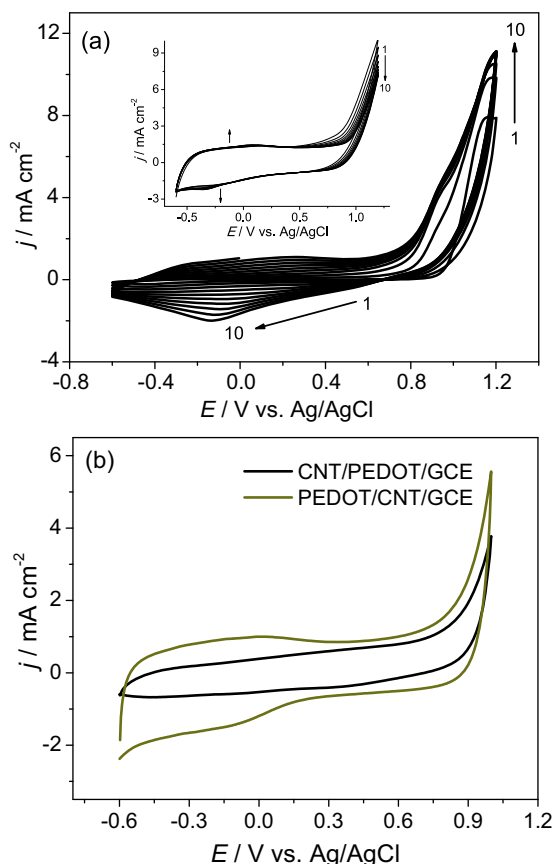 (a)
12
8
4
0
-4
j / mA cm-2
-0.8 -0.4 0.0 0.4 0.8 1.2
E / V vs. Ag/AgCl
10
1
1
10
9
6
3
0
-3
j / mA cm-2
-0.5 0.0 0.5 1.0
E / V vs. Ag/AgCl
1
10
(b)
CNT/PEDOT/GCE
PEDOT/CNT/GCE
6
4
2
0
-2
j / mA cm-2
-0.6 -0.3 0.0 0.3 0.6 0.9 1.2
E / V vs. Ag/AgCl